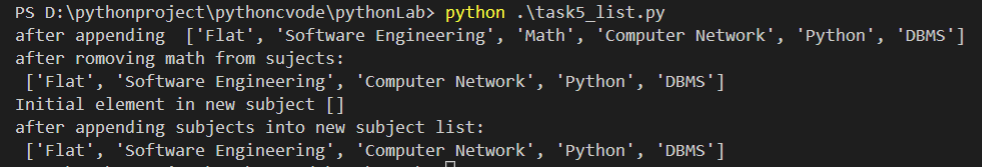 PS D:\pythonproject\pythoncvode\pythonLab> python .\task5_list.py
after appending  ['Flat', 'Software Engineering', 'Math', 'Computer Network', 'Python', 'DBMS']
after romoving math from sujects:
 ['Flat', 'Software Engineering', 'Computer Network', 'Python', 'DBMS']
Initial element in new subject []
after appending subjects into new subject list:
 ['Flat', 'Software Engineering', 'Computer Network', 'Python', 'DBMS']